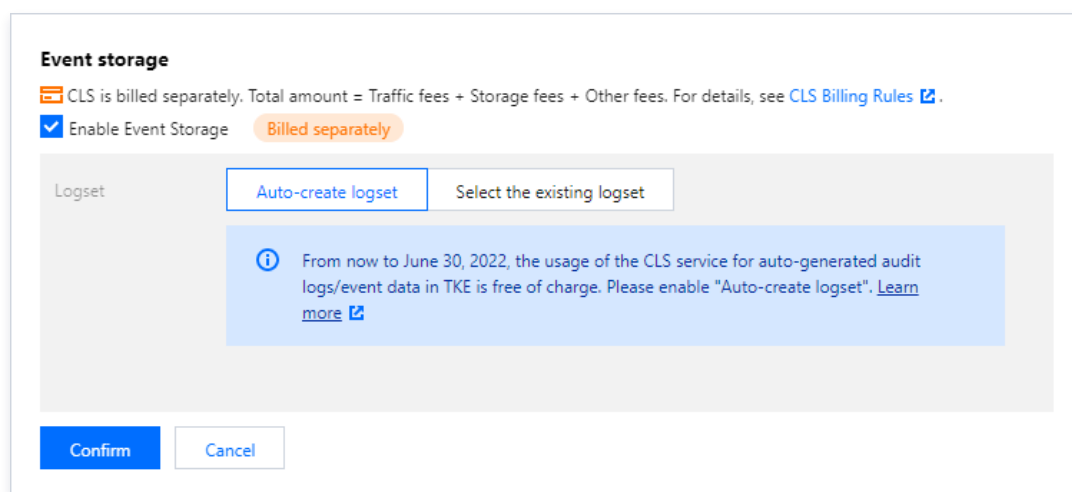 Event storage
CLS is billed separately. Total amount = Traffic fees + Storage fees + Other fees. For details, see CLS Billing Rules .
Enable Event Storage Billed separately
Logset Auto-create logset Select the existing logset
From now to June 30, 2022, the usage of the CLS service for auto-generated audit
logs/event data in TKE is free of charge. Please enable "Auto-create logset". Learn
more
Confirm Cancel